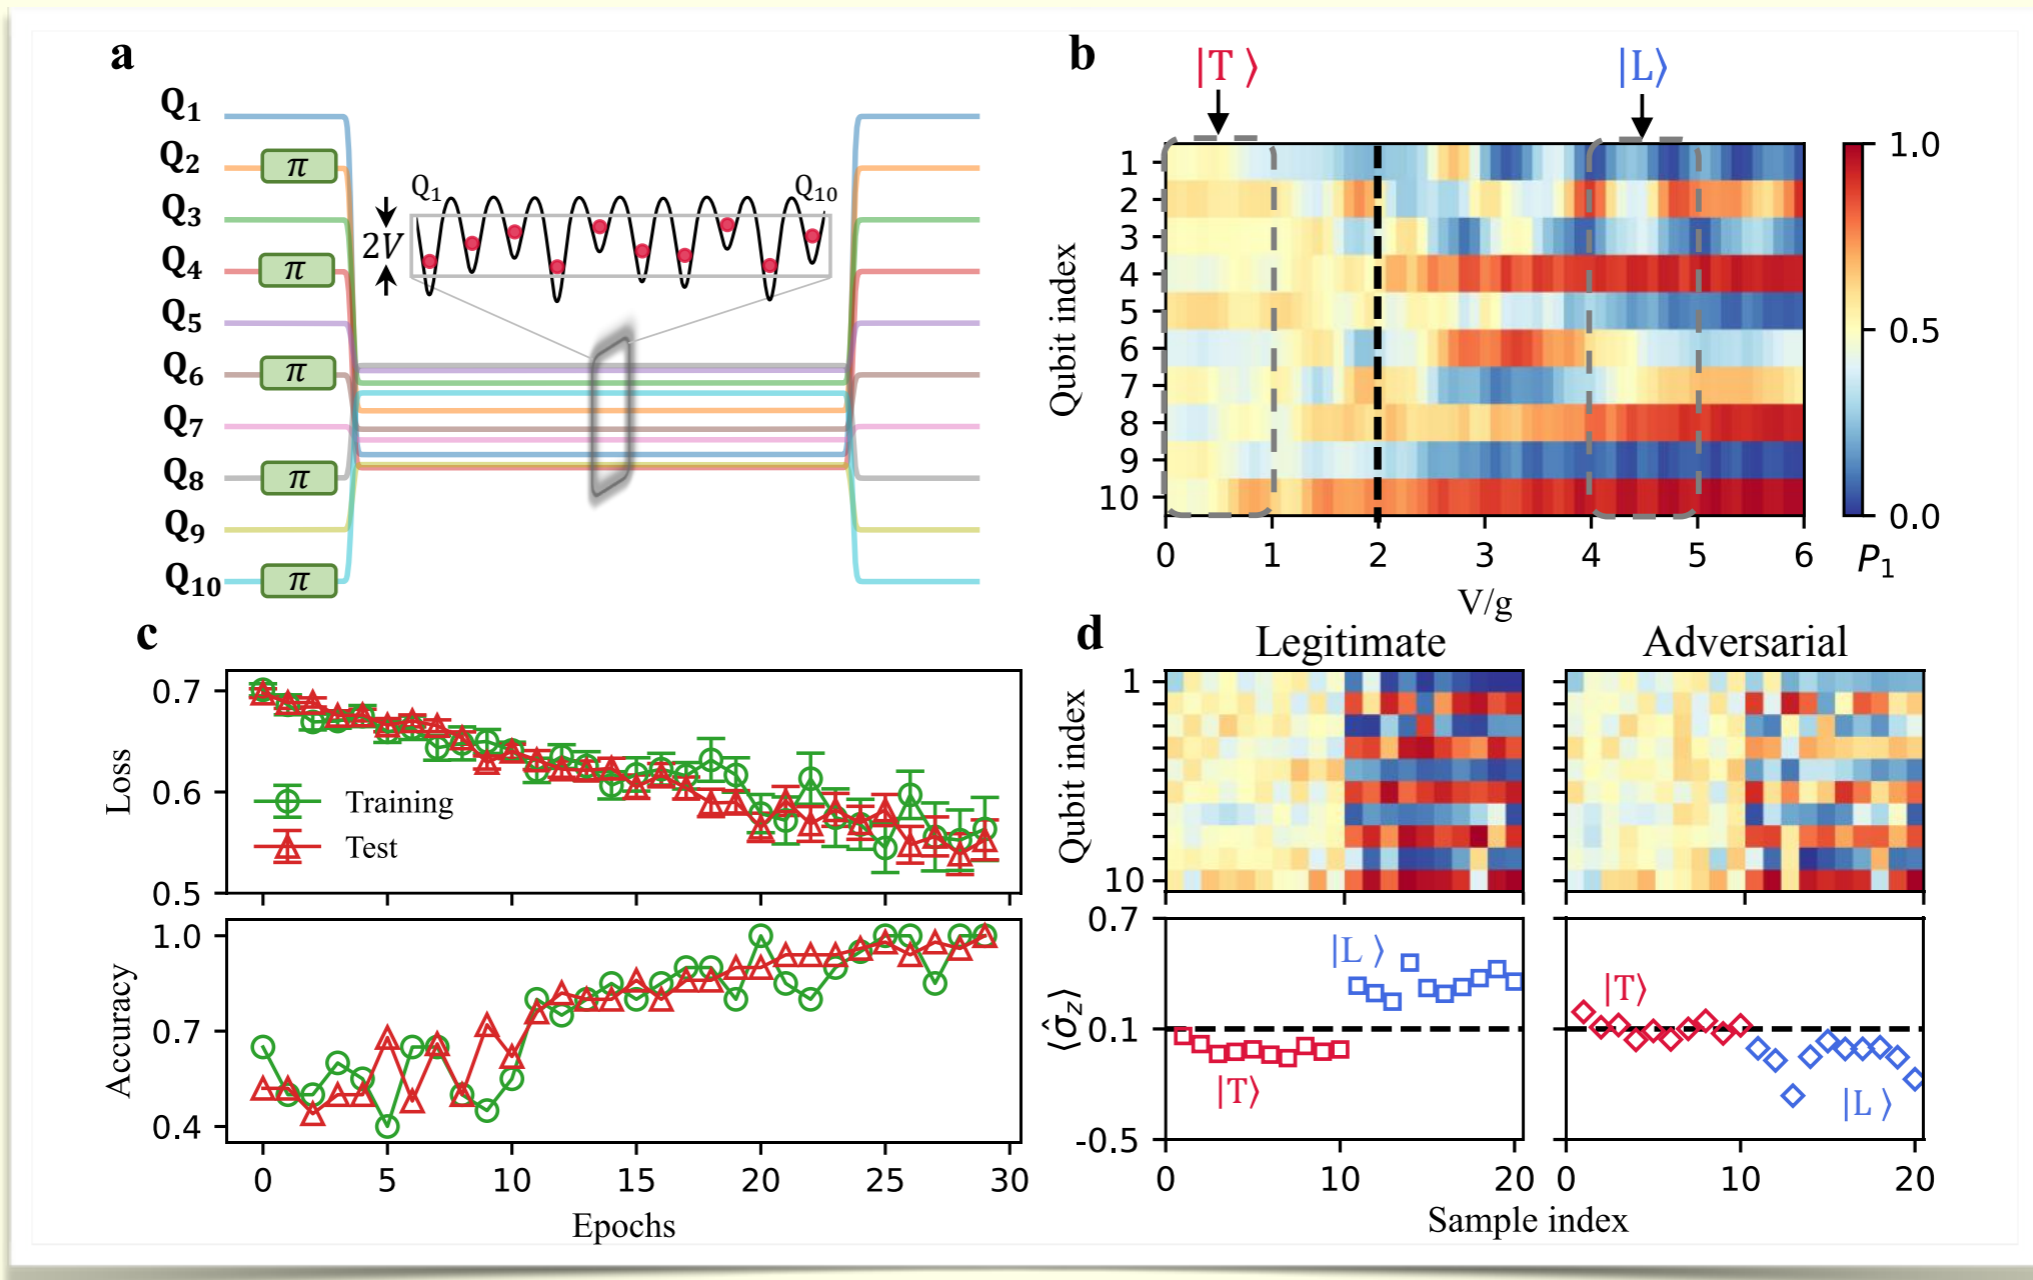 a
Q1
Q2
π
Q3
Q4
π
Q5
Q6
π
Q7
Q8
π
Q9
Q10
π
2V
Q1
Q10
b
|T ⟩
|L⟩
Qubit index
1
2
3
4
5
6
7
8
9
10
0
1
2
3
4
5
6
V/g
1.0
0.5
0.0
P1
c
Loss
0.7
0.6
0.5
Training
Test
Accuracy
1.0
0.7
0.4
0
5
10
15
20
25
30
Epochs
d
Legitimate
Adversarial
Qubit index
1
10
⟨σ̂z⟩
0.7
0.1
-0.5
|L ⟩
|T⟩
|T⟩
|L ⟩
0
10
20
0
10
20
Sample index